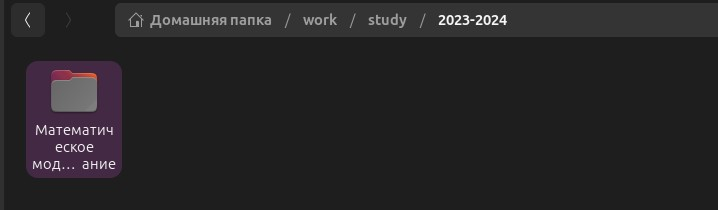 Домашняя папка / work / study / 2023-2024
Математич
еское
мод… ание